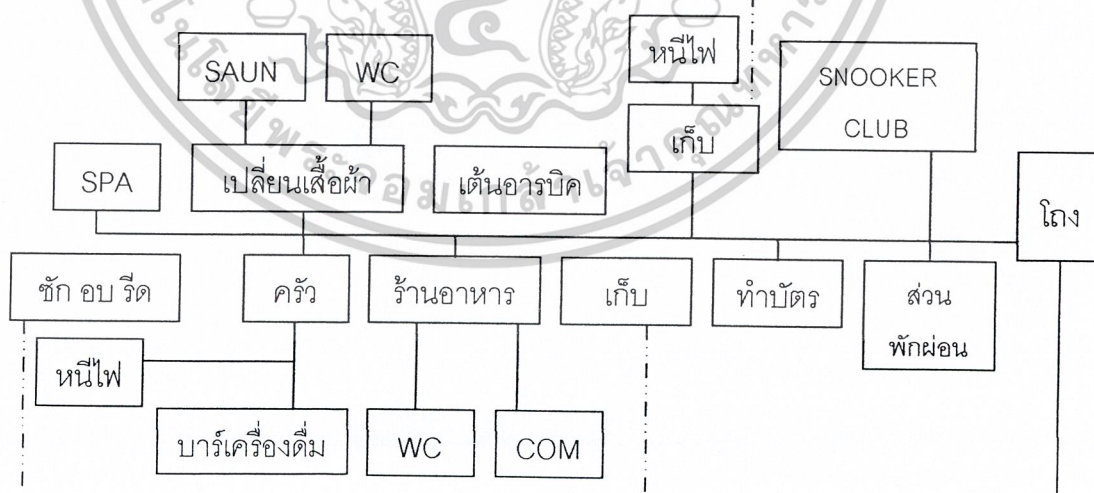 หนีไฟ
SNOOKER
CLUB
SAUN
WC
เก็บ
SPA
เปลี่ยนเสื้อผ้า
เต้นอารบิค
โถง
ซัก อบ รีด
ครัว
ร้านอาหาร
เก็บ
ทำบัตร
ส่วน
พักผ่อน
หนีไฟ
บาร์เครื่องดื่ม
WC
COM